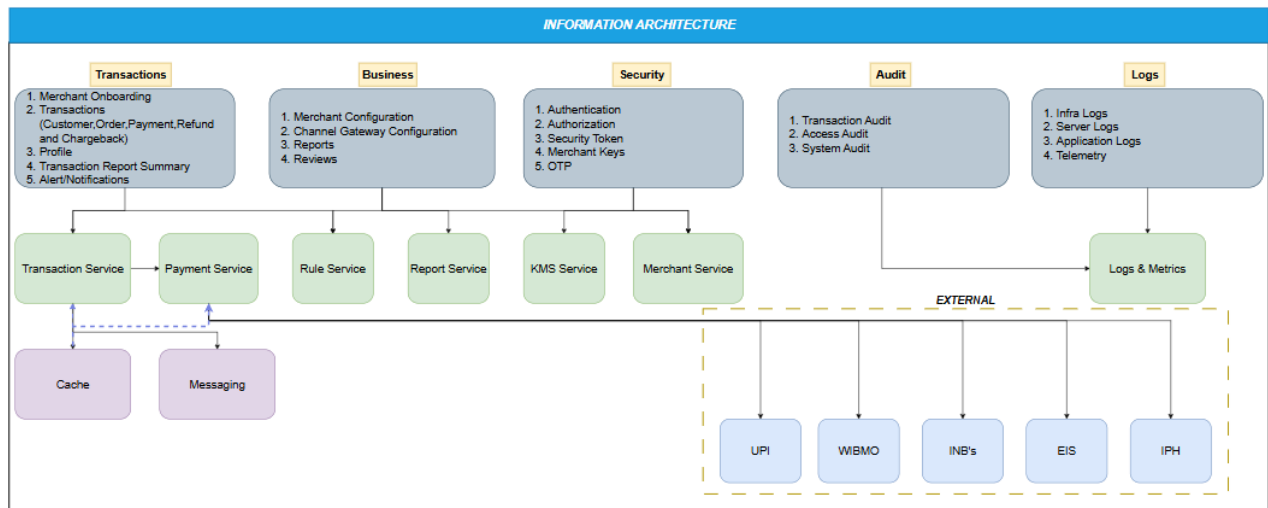 INFORMATION ARCHITECTURE
Transactions
Business
Security
Audit
Logs
1. Merchant Onboarding
2. Transactions
(Customer,Order,Payment,Refund
and Chargeback)
3. Profile
4. Transaction Report Summary
5. Alert/Notifications
1. Merchant Configuration
2. Channel Gateway Configuration
3. Reports
4. Reviews
1. Authentication
2. Authorization
3. Security Token
4. Merchant Keys
5. OTP
1. Transaction Audit
2. Access Audit
3. System Audit
1. Infra Logs
2. Server Logs
3. Application Logs
4. Telemetry
Transaction Service
Payment Service
Rule Service
Report Service
KMS Service
Merchant Service
Logs & Metrics
EXTERNAL
Cache
Messaging
UPI
WIBMO
INB's
EIS
IPH